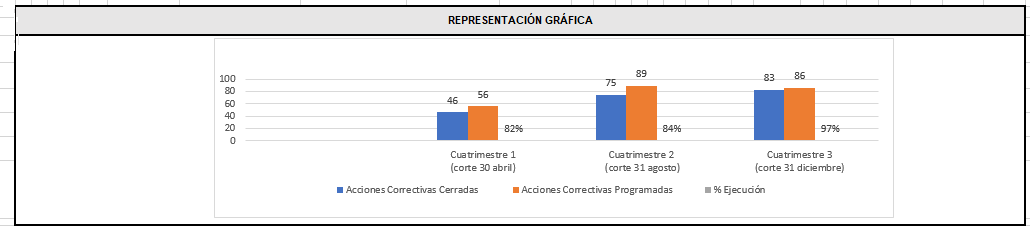 REPRESENTACIÓN GRÁFICA
100
80
60
40
20
0
46
56
82%
75
89
84%
83
86
97%
Cuatrimestre 1
(corte 30 abril)
Cuatrimestre 2
(corte 31 agosto)
Cuatrimestre 3
(corte 31 diciembre)
Acciones Correctivas Cerradas
Acciones Correctivas Programadas
% Ejecución